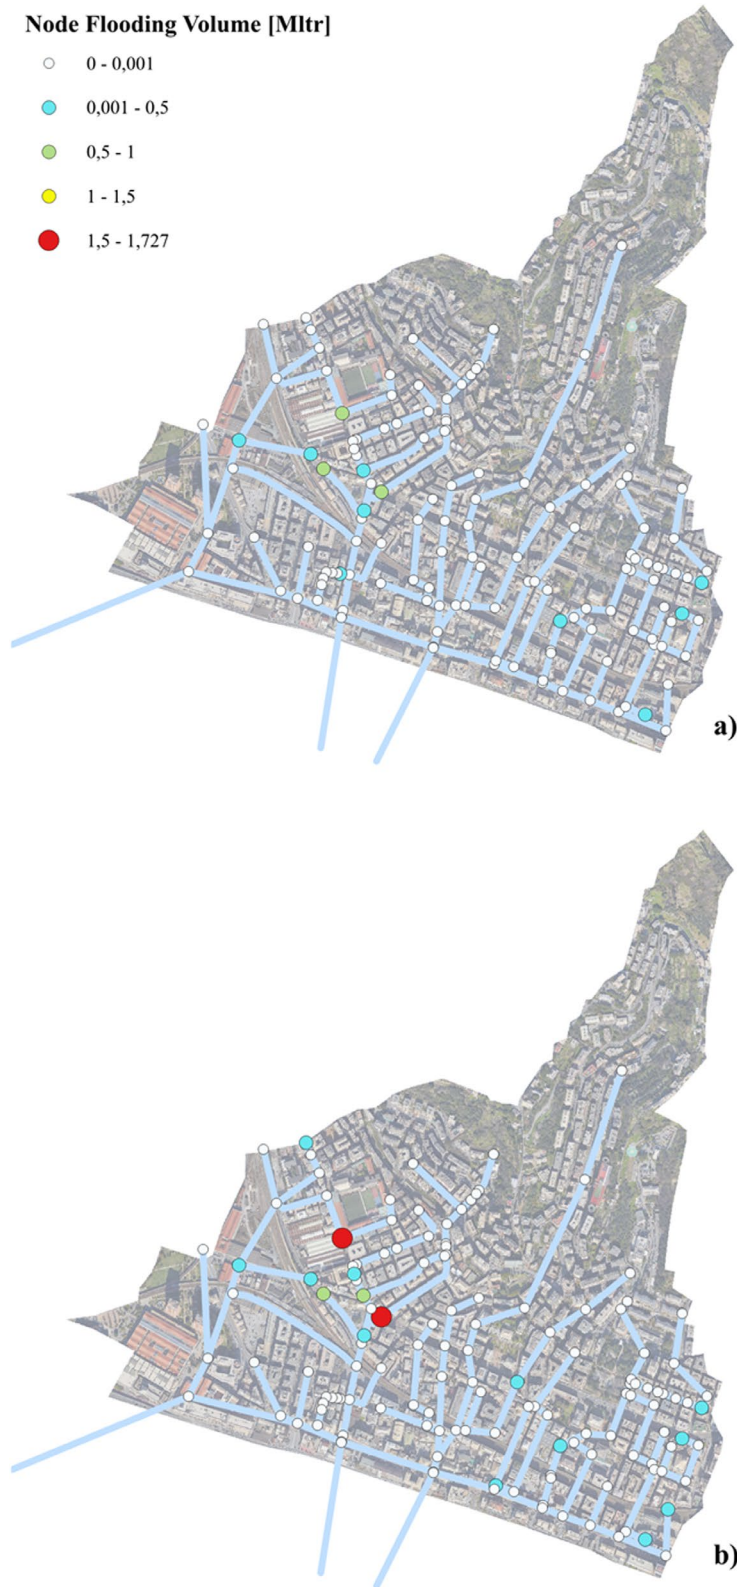 Node Flooding Volume [Mltr]
0 - 0,001
0,001 - 0,5
0,5 - 1
1 - 1,5
1,5 - 1,727
a)
b)